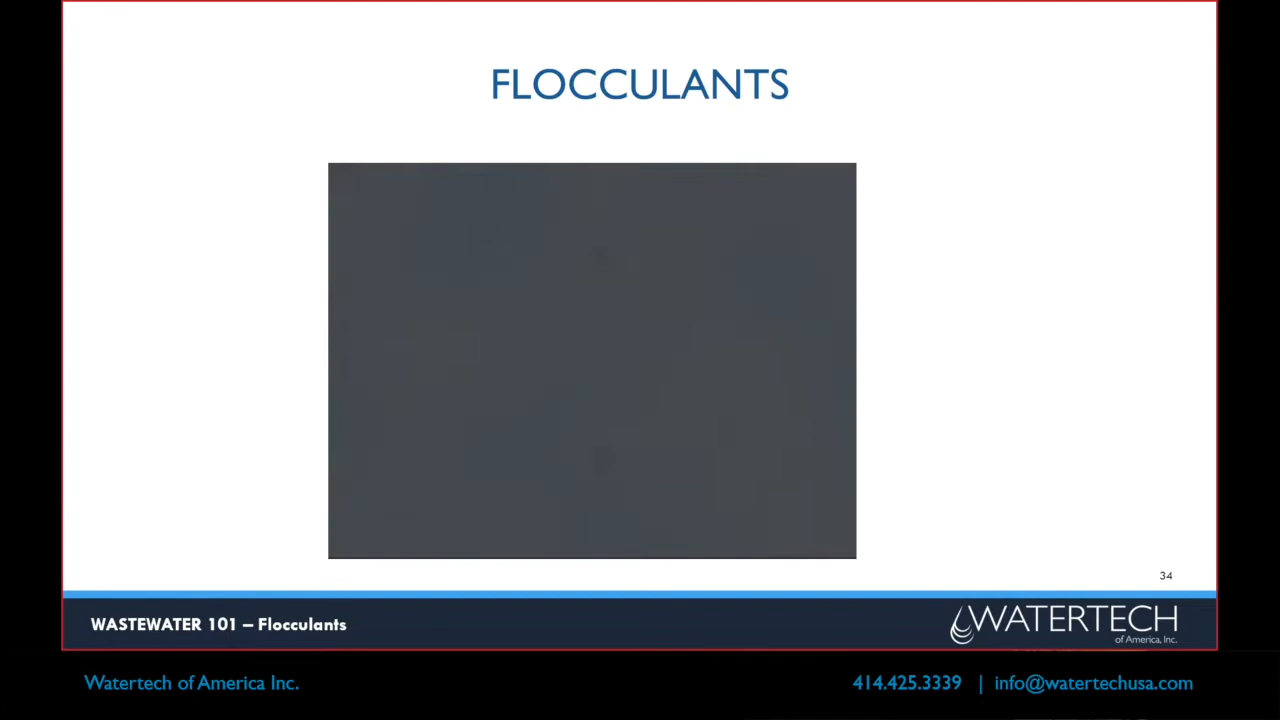 FLOCCULANTS
34
WASTEWATER 101 – Flocculants
WATERTECH
of America, Inc.
Watertech of America Inc.
414.425.3339 | info@watertechusa.com